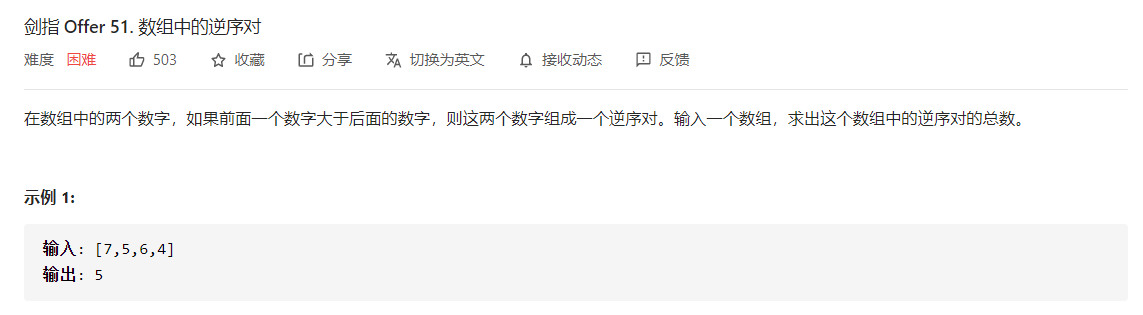 剑指 Offer 51. 数组中的逆序对
难度 困难 503 收藏 分享 切换为英文 接收动态 反馈
在数组中的两个数字，如果前面一个数字大于后面的数字，则这两个数字组成一个逆序对。输入一个数组，求出这个数组中的逆序对的总数。
示例 1:
输入: [7,5,6,4]
输出: 5